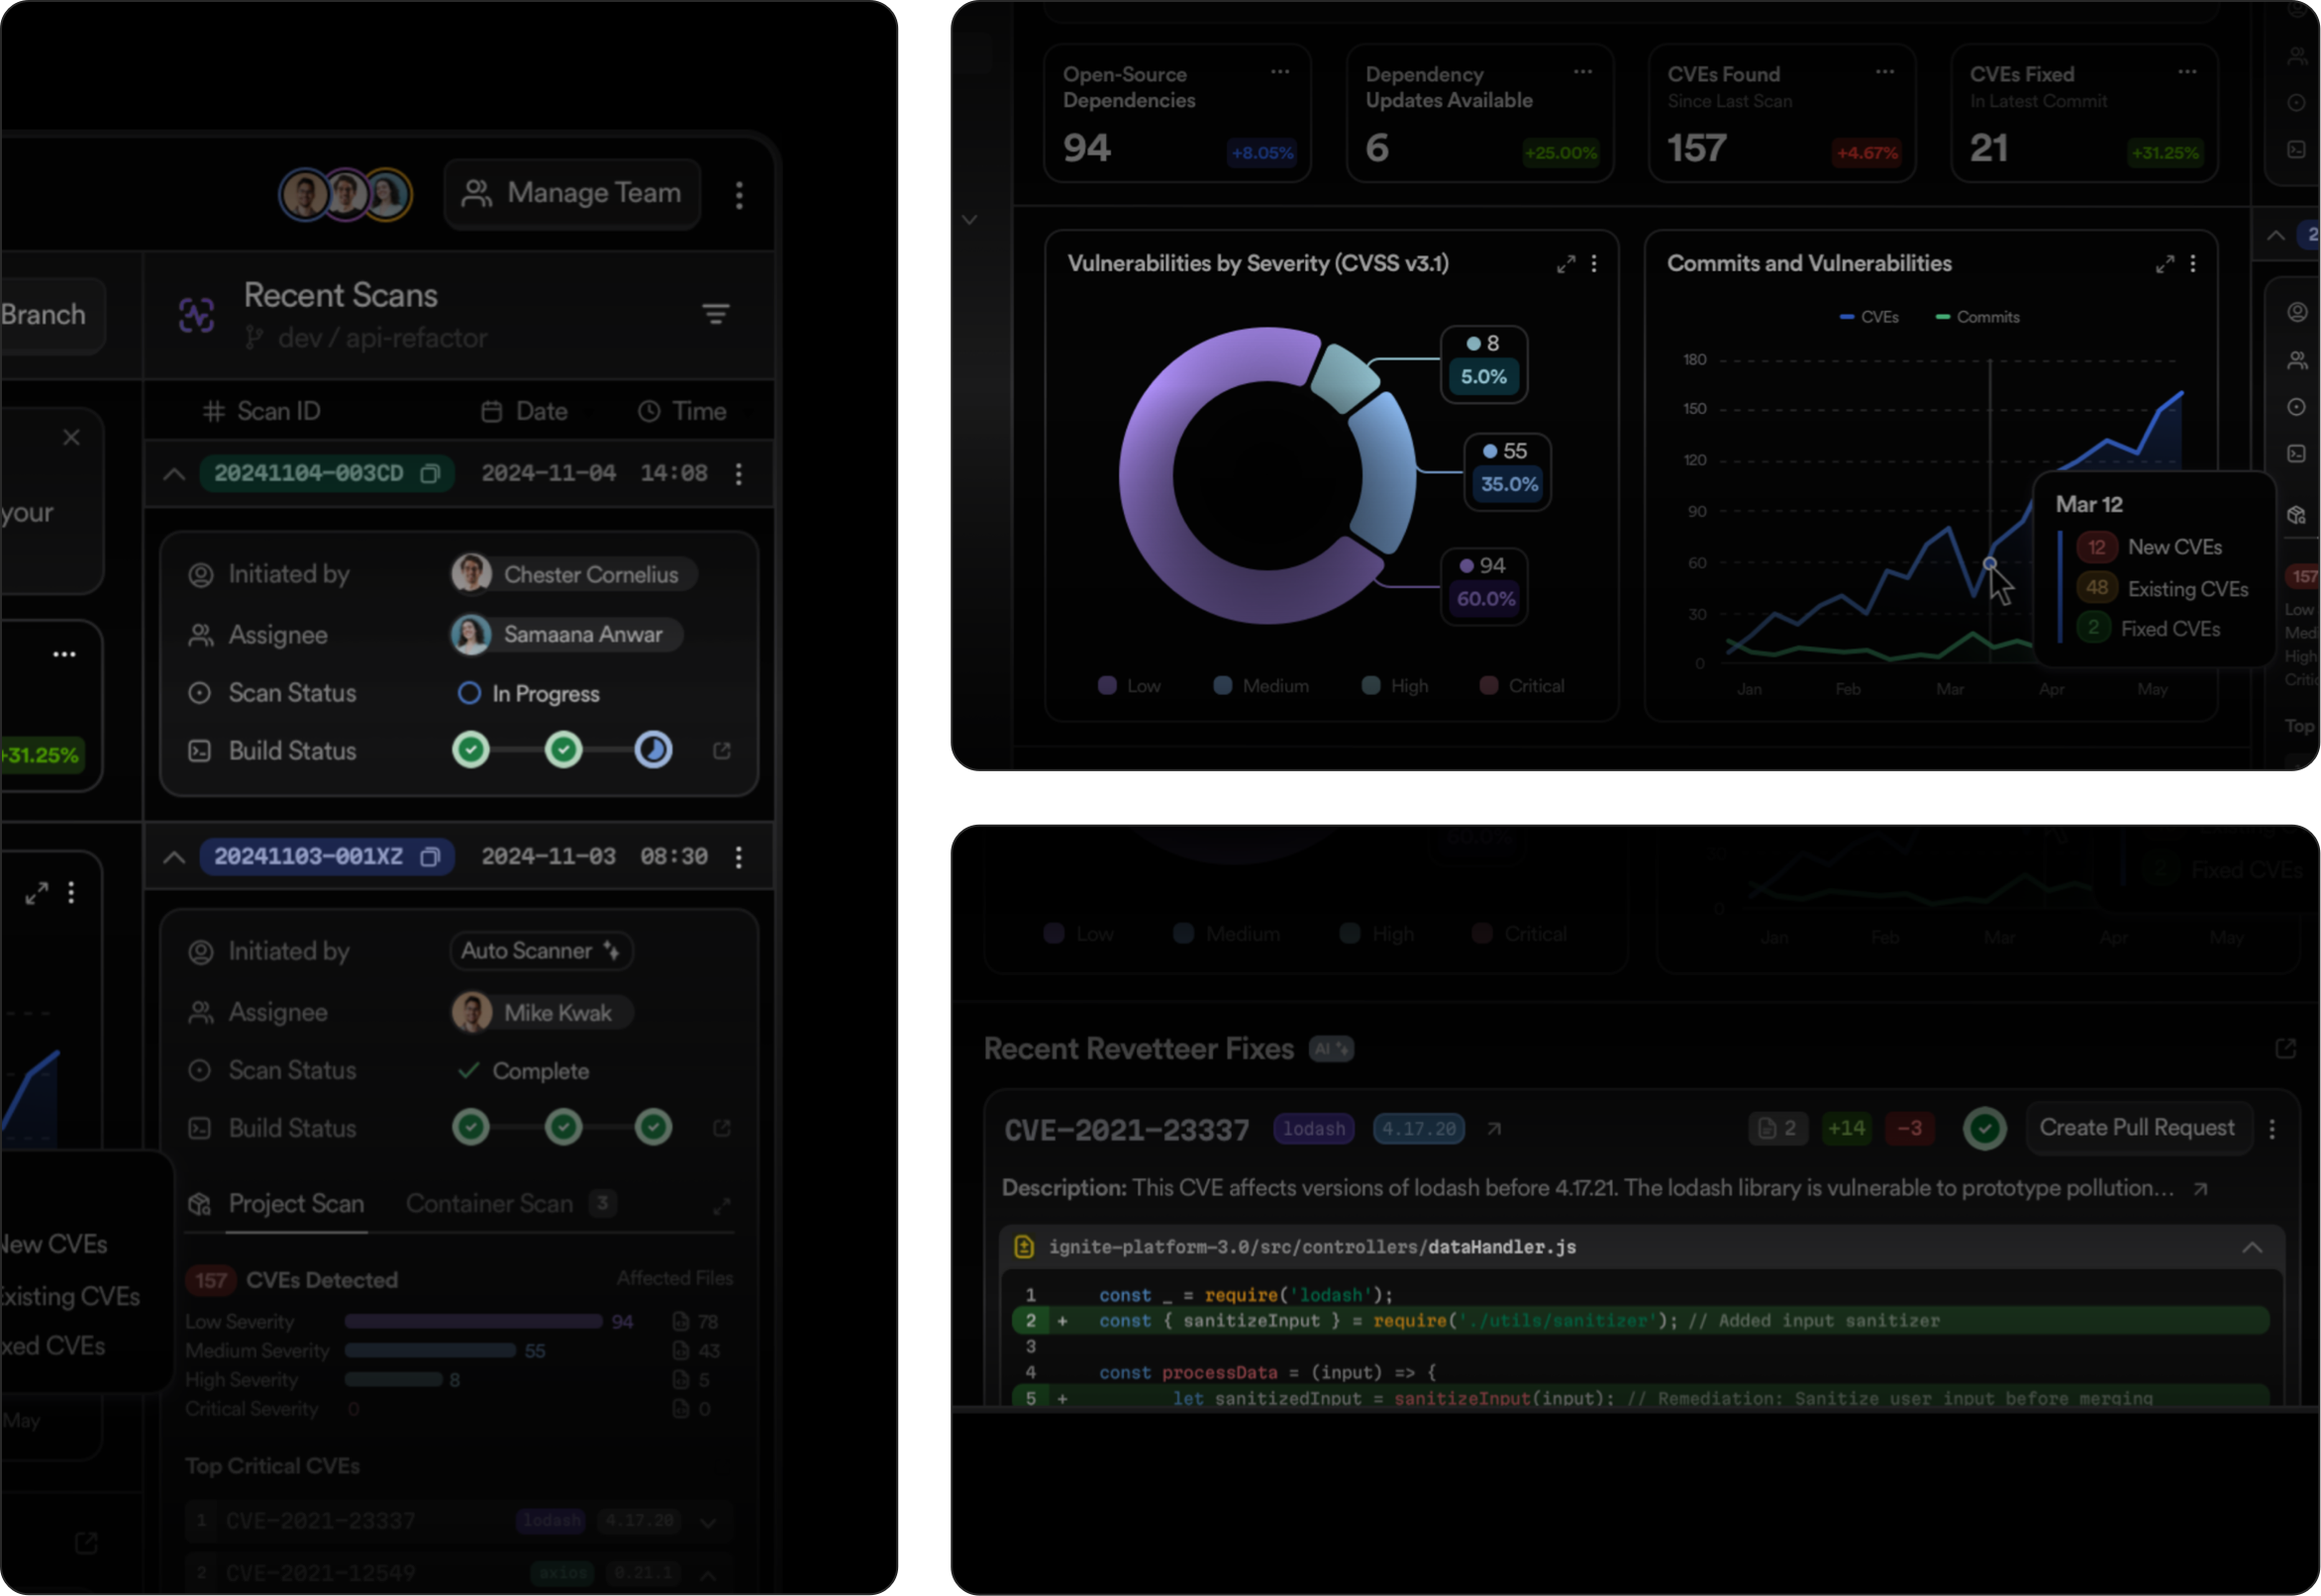 Manage Team
Branch
Recent Scans
dev / api-refactor
Scan ID Date Time
20241104-003CD 2024-11-04 14:08
your
Initiated by Chester Cornelius
Assignee Samaana Anwar
Scan Status In Progress
Build Status
+31.25%
20241103-001XZ 2024-11-03 08:30
Initiated by Auto Scanner
Assignee Mike Kwak
Scan Status Complete
Build Status
Project Scan Container Scan 3
New CVEs
Existing CVEs
xed CVEs
May
157 CVEs Detected Affected Files
Low Severity 94 78
Medium Severity 55 43
High Severity 8 5
Critical Severity 0 0
Top Critical CVEs
1 CVE-2021-23337 lodash 4.17.20
2 CVE-2021-12549 axios 0.21.1
Open-Source
Dependencies
94 +8.05%
Dependency
Updates Available
6 +25.00%
CVEs Found
Since Last Scan
157 +4.67%
CVEs Fixed
In Latest Commit
21 +31.25%
Vulnerabilities by Severity (CVSS v3.1)
8
5.0%
55
35.0%
94
60.0%
Low Medium High Critical
Commits and Vulnerabilities
CVEs Commits
180
150
120
90
60
30
0
Jan Feb Mar Apr May
Mar 12
12 New CVEs
48 Existing CVEs
2 Fixed CVEs
2
157
Low
Med
High
Critic
Top
60.0%
30
0
Existing C
2 Fixed CVEs
Low Medium High Critical
Jan Feb Mar Apr May
Recent Revetteer Fixes AI
CVE-2021-23337 lodash 4.17.20 2 +14 -3 Create Pull Request
Description: This CVE affects versions of lodash before 4.17.21. The lodash library is vulnerable to prototype pollution...
ignite-platform-3.0/src/controllers/dataHandler.js
1 const _ = require('lodash');
2 + const { sanitizeInput } = require('./utils/sanitizer'); // Added input sanitizer
3
4 const processData = (input) => {
5 + let sanitizedInput = sanitizeInput(input); // Remediation: Sanitize user input before merging